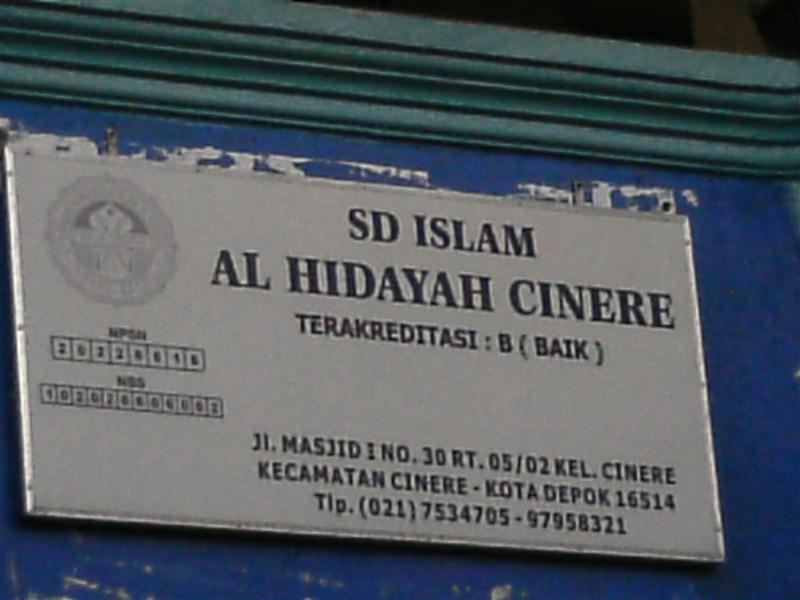 SD ISLAM
AL HIDAYAH CINERE
TERAKREDITASI : B ( BAIK )
NPSN
NSS
Jl. MASJID I NO. 30 RT. 05/02 KEL. CINERE
KECAMATAN CINERE - KOTA DEPOK 16514
Tlp. (021) 7534705 - 97958321